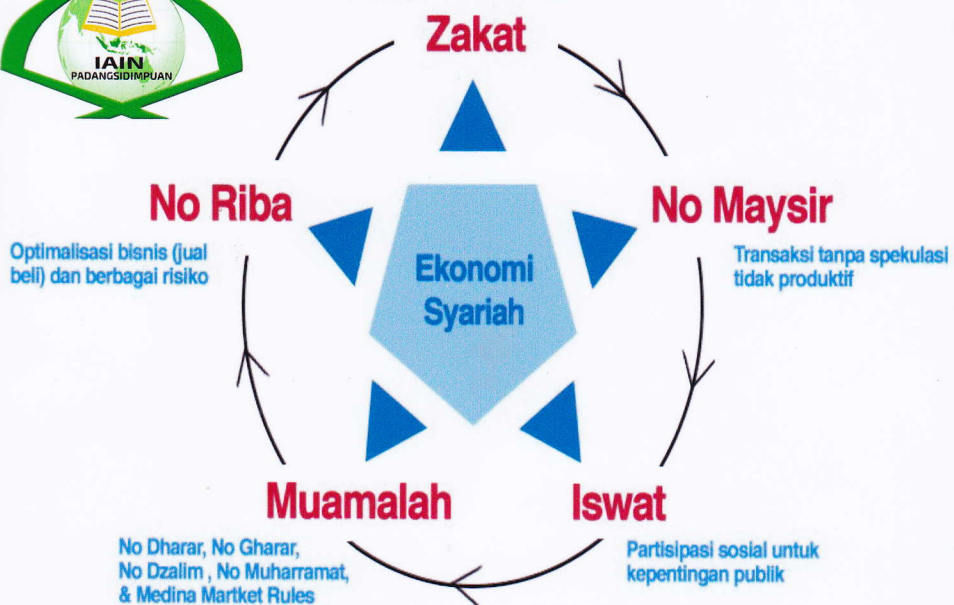 IAIN
PADANGSIDIMPUAN
Zakat
No Riba
Optimalisasi bisnis (jual
beli) dan berbagai risiko
No Maysir
Transaksi tanpa spekulasi
tidak produktif
Ekonomi
Syariah
Muamalah
No Dharar, No Gharar,
No Dzalim , No Muharramat,
& Medina Martket Rules
Iswat
Partisipasi sosial untuk
kepentingan publik